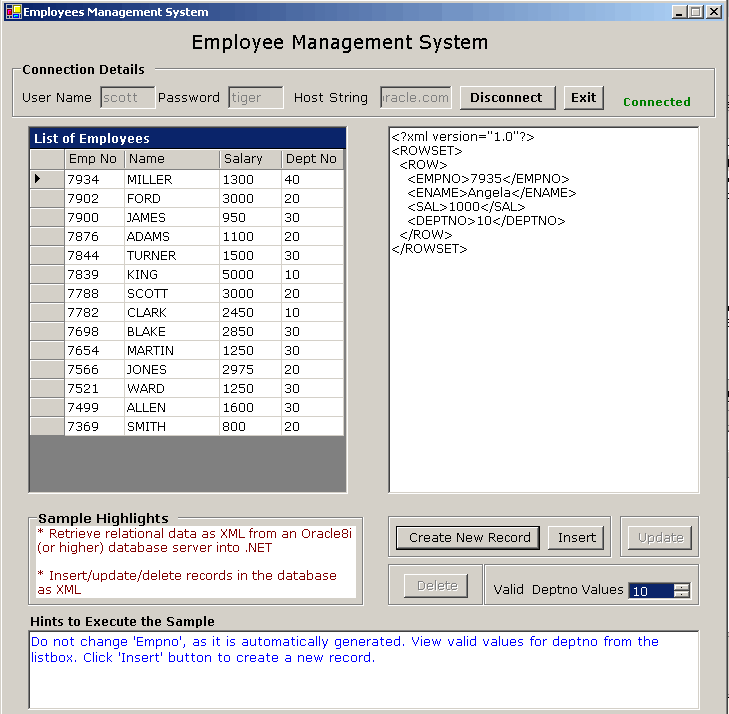 Employees Management System
Employee Management System
Connection Details
User Name scott Password tiger Host String oracle.com Disconnect Exit Connected
List of Employees
Emp No Name Salary Dept No
7934 MILLER 1300 40
7902 FORD 3000 20
7900 JAMES 950 30
7876 ADAMS 1100 20
7844 TURNER 1500 30
7839 KING 5000 10
7788 SCOTT 3000 20
7782 CLARK 2450 10
7698 BLAKE 2850 30
7654 MARTIN 1250 30
7566 JONES 2975 20
7521 WARD 1250 30
7499 ALLEN 1600 30
7369 SMITH 800 20
<?xml version="1.0"?>
<ROWSET>
<ROW>
<EMPNO>7935</EMPNO>
<ENAME>Angela</ENAME>
<SAL>1000</SAL>
<DEPTNO>10</DEPTNO>
</ROW>
</ROWSET>
Sample Highlights
* Retrieve relational data as XML from an Oracle8i
(or higher) database server into .NET
* Insert/update/delete records in the database
as XML
Create New Record Insert Update
Delete Valid Deptno Values 10
Hints to Execute the Sample
Do not change 'Empno', as it is automatically generated. View valid values for deptno from the
listbox. Click 'Insert' button to create a new record.